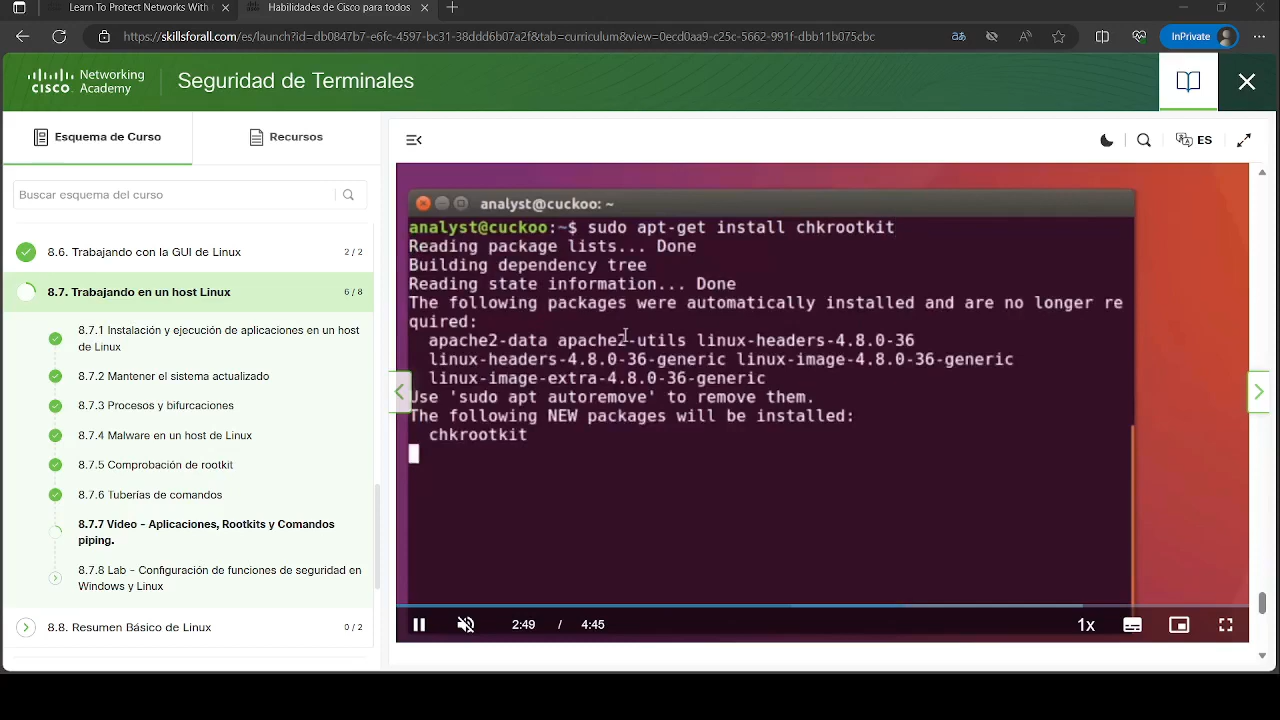 Learn To Protect Networks With
Habilidades de Cisco para todos
https://skillsforall.com/es/launch?id=db0847b7-e6fc-4597-bc31-38ddd6b07a2f&tab=curriculum&view=0ecd0aa9-c25c-5662-991f-dbb11b075cbc
InPrivate
CISCO
Networking
Academy
Seguridad de Terminales
Esquema de Curso
Recursos
ES
Buscar esquema del curso
8.6. Trabajando con la GUI de Linux
2 / 2
8.7. Trabajando en un host Linux
6 / 8
8.7.1 Instalación y ejecución de aplicaciones en un host
de Linux
8.7.2 Mantener el sistema actualizado
8.7.3 Procesos y bifurcaciones
8.7.4 Malware en un host de Linux
8.7.5 Comprobación de rootkit
8.7.6 Tuberías de comandos
8.7.7 Video - Aplicaciones, Rootkits y Comandos
piping.
8.7.8 Lab - Configuración de funciones de seguridad en
Windows y Linux
8.8. Resumen Básico de Linux
0 / 2
analyst@cuckoo: ~
analyst@cuckoo:~$ sudo apt-get install chkrootkit
Reading package lists... Done
Building dependency tree
Reading state information... Done
The following packages were automatically installed and are no longer re
quired:
apache2-data apache2-utils linux-headers-4.8.0-36
linux-headers-4.8.0-36-generic linux-image-4.8.0-36-generic
linux-image-extra-4.8.0-36-generic
Use 'sudo apt autoremove' to remove them.
The following NEW packages will be installed:
chkrootkit
2:49 / 4:45
1x